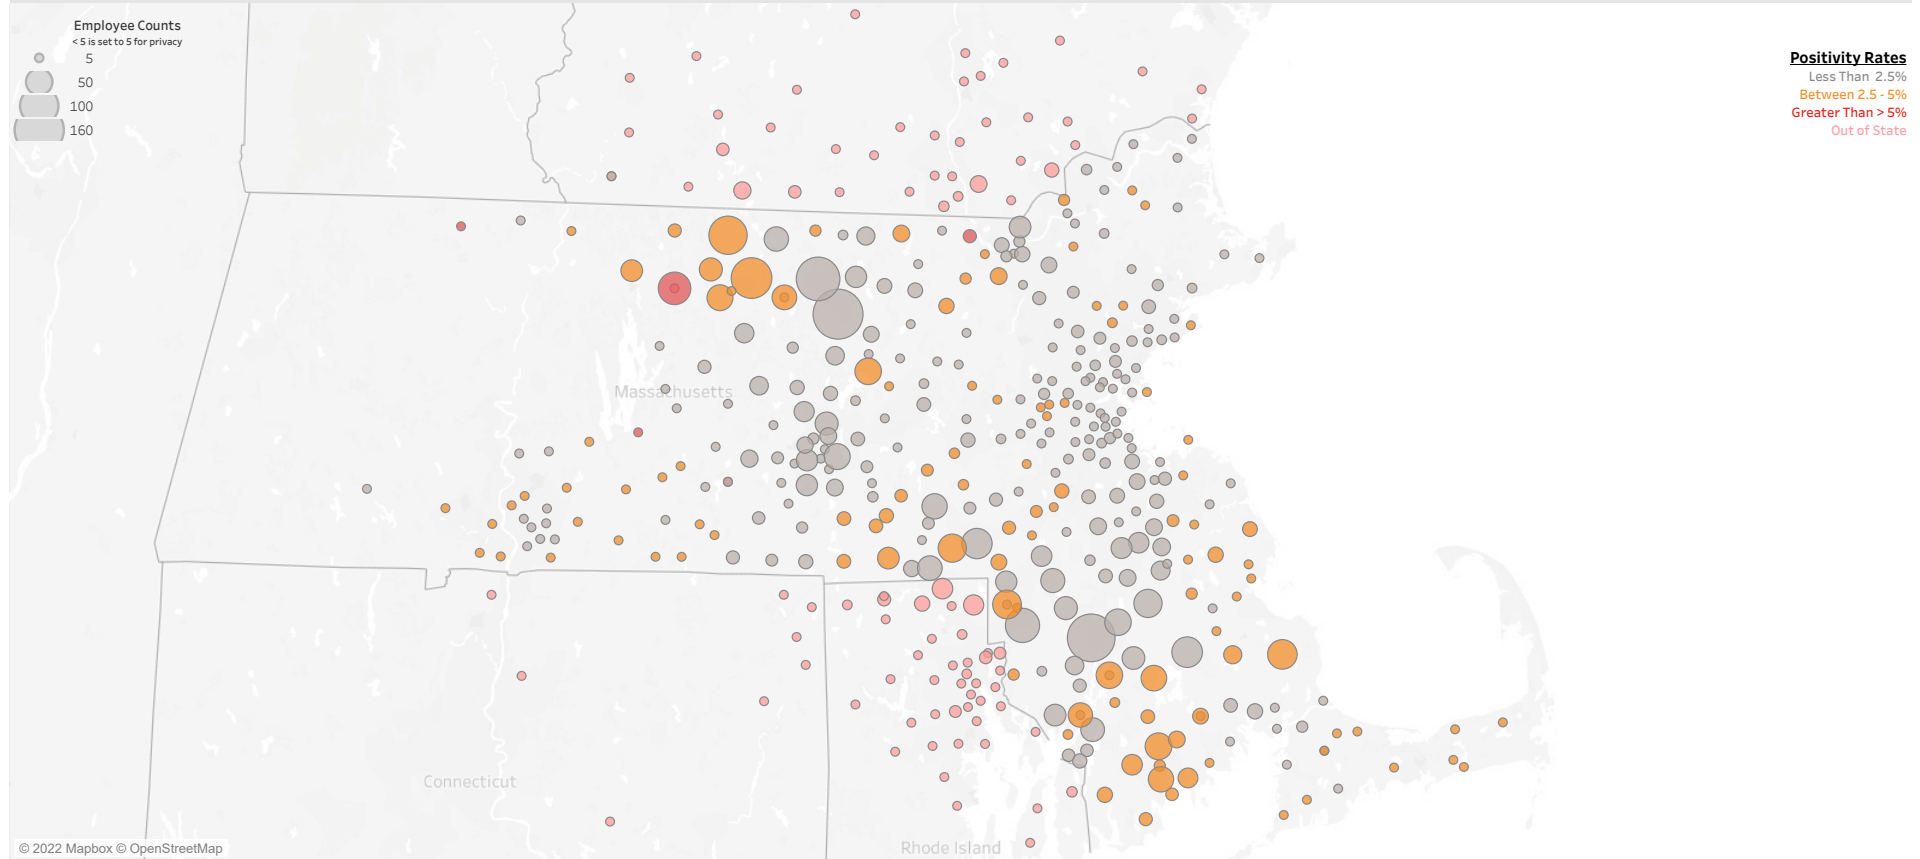 Employee Counts
< 5 is set to 5 for privacy
5
50
100
160
Positivity Rates
Less Than 2.5%
Between 2.5 - 5%
Greater Than > 5%
Out of State
Massachusetts
Connecticut
Rhode Island
© 2022 Mapbox © OpenStreetMap